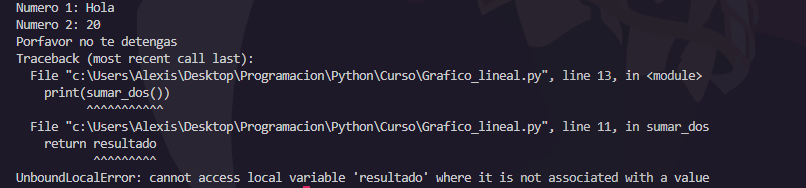 Numero 1: Hola
Numero 2: 20
Porfavor no te detengas
Traceback (most recent call last):
  File "c:\Users\Alexis\Desktop\Programacion\Python\Curso\Grafico_lineal.py", line 13, in <module>
    print(sumar_dos())
          ^^^^^^^^^^^
  File "c:\Users\Alexis\Desktop\Programacion\Python\Curso\Grafico_lineal.py", line 11, in sumar_dos
    return resultado
           ^^^^^^^^^
UnboundLocalError: cannot access local variable 'resultado' where it is not associated with a value